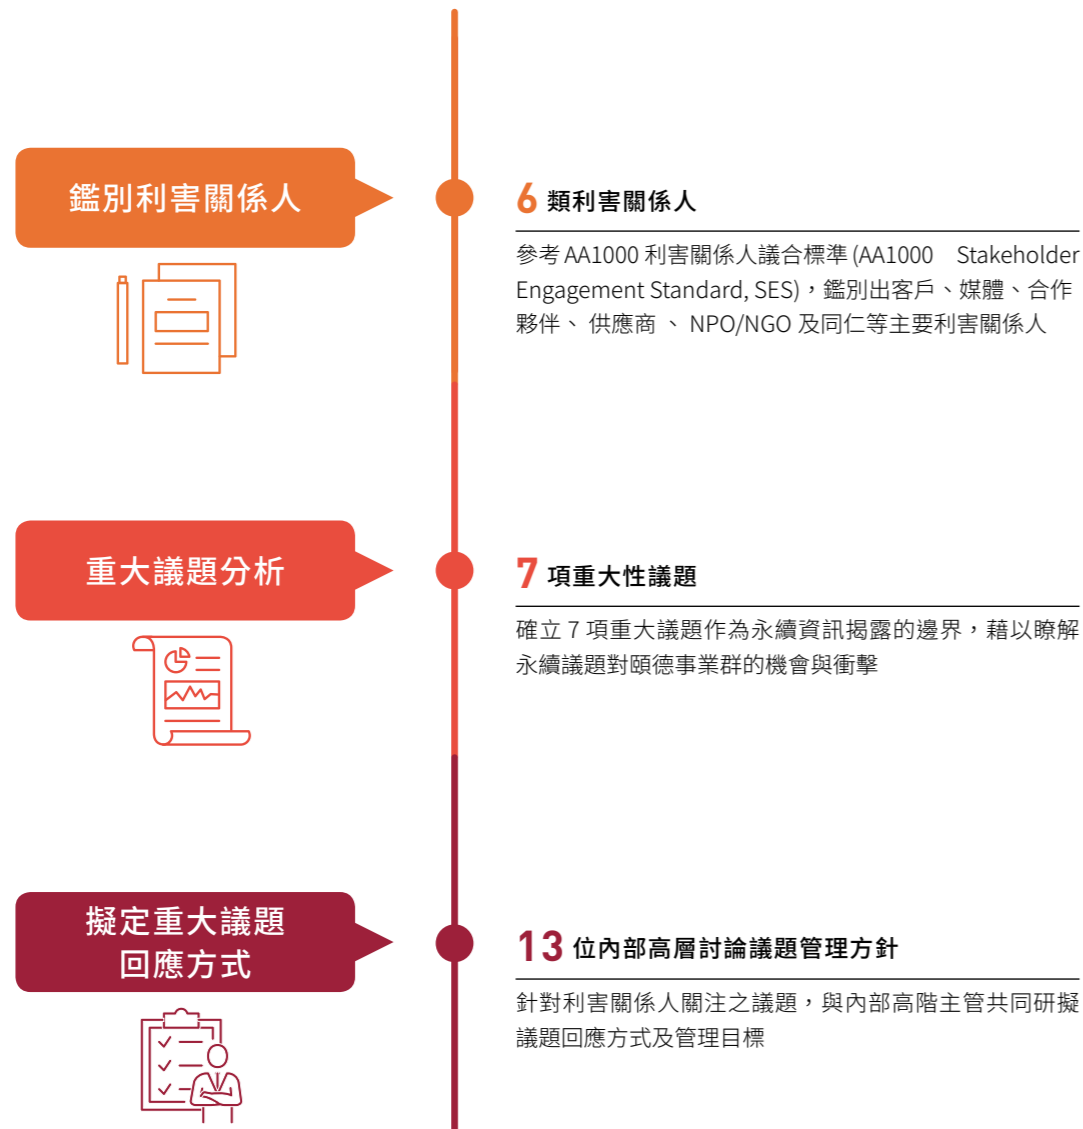 鑑別利害關係人
6 類利害關係人
參考 AA1000 利害關係人議合標準 (AA1000 Stakeholder
Engagement Standard, SES)，鑑別出客戶、媒體、合作
夥伴、 供應商 、 NPO/NGO 及同仁等主要利害關係人
重大議題分析
7 項重大性議題
確立 7 項重大議題作為永續資訊揭露的邊界，藉以瞭解
永續議題對頤德事業群的機會與衝擊
擬定重大議題
回應方式
13 位內部高層討論議題管理方針
針對利害關係人關注之議題，與內部高階主管共同研擬
議題回應方式及管理目標